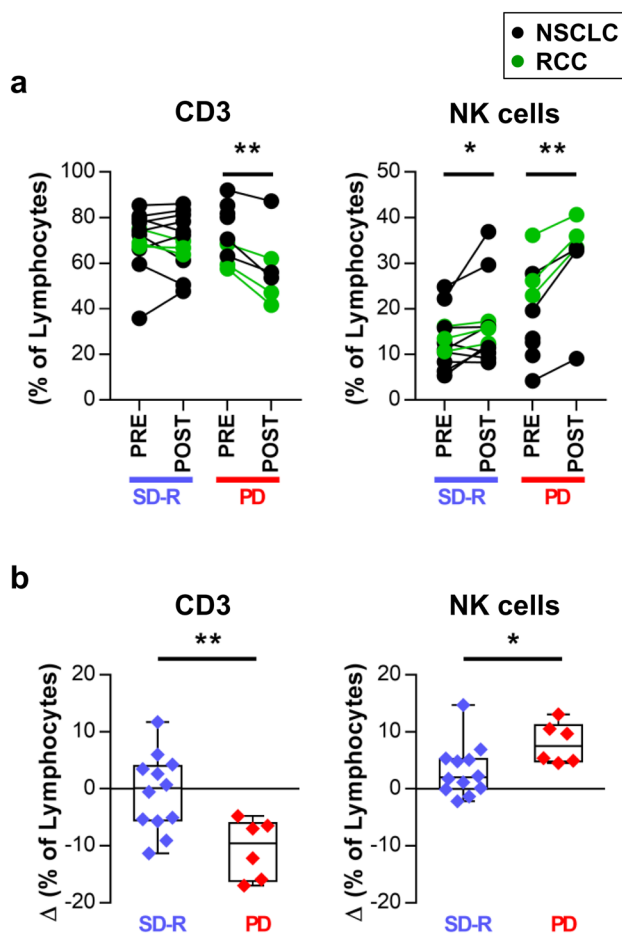 NSCLC
RCC
a
CD3
NK cells
(% of Lymphocytes)
100
80
60
40
20
0
**
PRE
POST
PRE
POST
SD-R
PD
(% of Lymphocytes)
50
40
30
20
10
0
*
**
PRE
POST
PRE
POST
SD-R
PD
b
CD3
NK cells
Δ (% of Lymphocytes)
20
10
0
-10
-20
**
SD-R
PD
Δ (% of Lymphocytes)
20
10
0
-10
-20
*
SD-R
PD